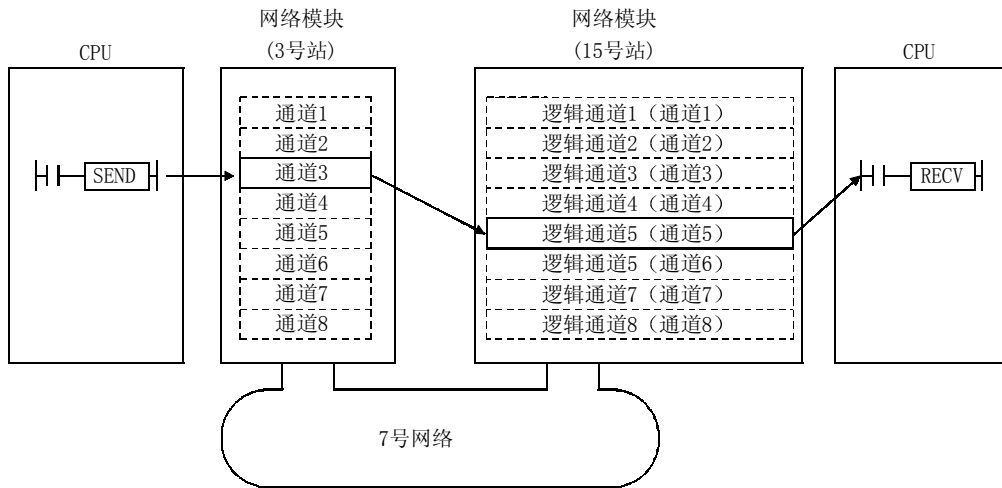 网络模块
(3号站)
网络模块
(15号站)
CPU
CPU
通道1
通道2
通道3
通道4
通道5
通道6
通道7
通道8
逻辑通道1（通道1）
逻辑通道2（通道2）
逻辑通道3（通道3）
逻辑通道4（通道4）
逻辑通道5（通道5）
逻辑通道5（通道6）
逻辑通道7（通道7）
逻辑通道8（通道8）
SEND
RECV
7号网络